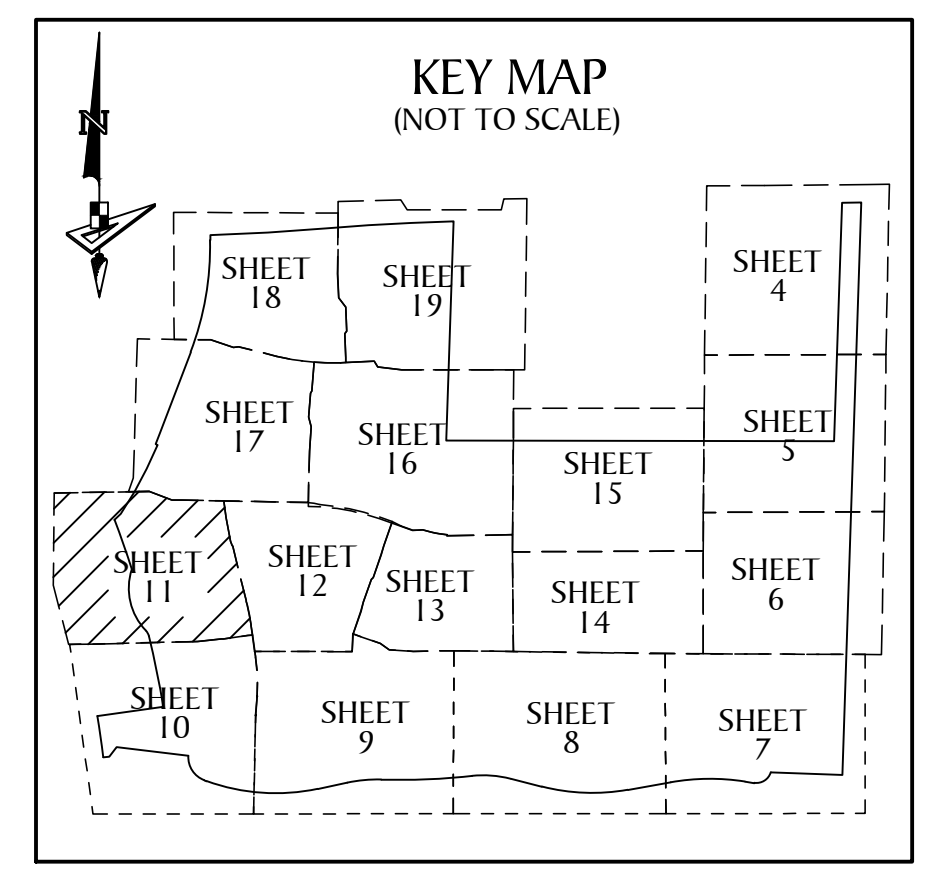 KEY MAP
(NOT TO SCALE)
N
SHEET
4
SHEET
18
SHEET
19
SHEET
17
SHEET
16
SHEET
5
SHEET
15
SHEET
11
SHEET
12
SHEET
13
SHEET
14
SHEET
6
SHEET
10
SHEET
9
SHEET
8
SHEET
7